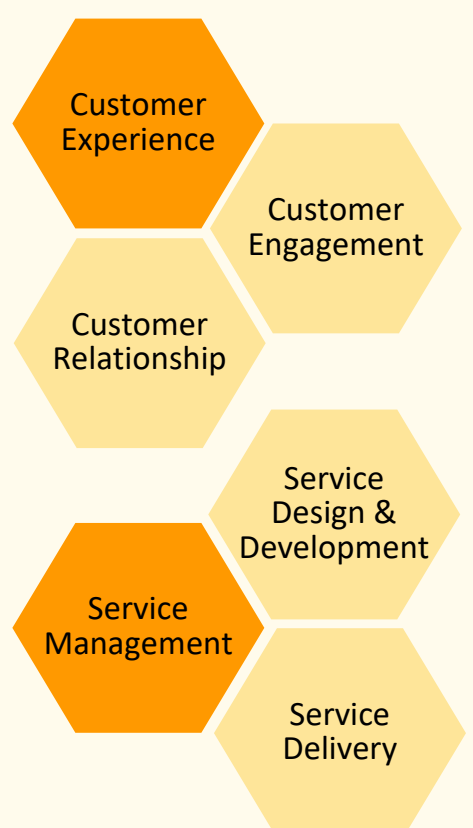 Customer
Experience
Customer
Engagement
Customer
Relationship
Service
Design &
Development
Service
Management
Service
Delivery